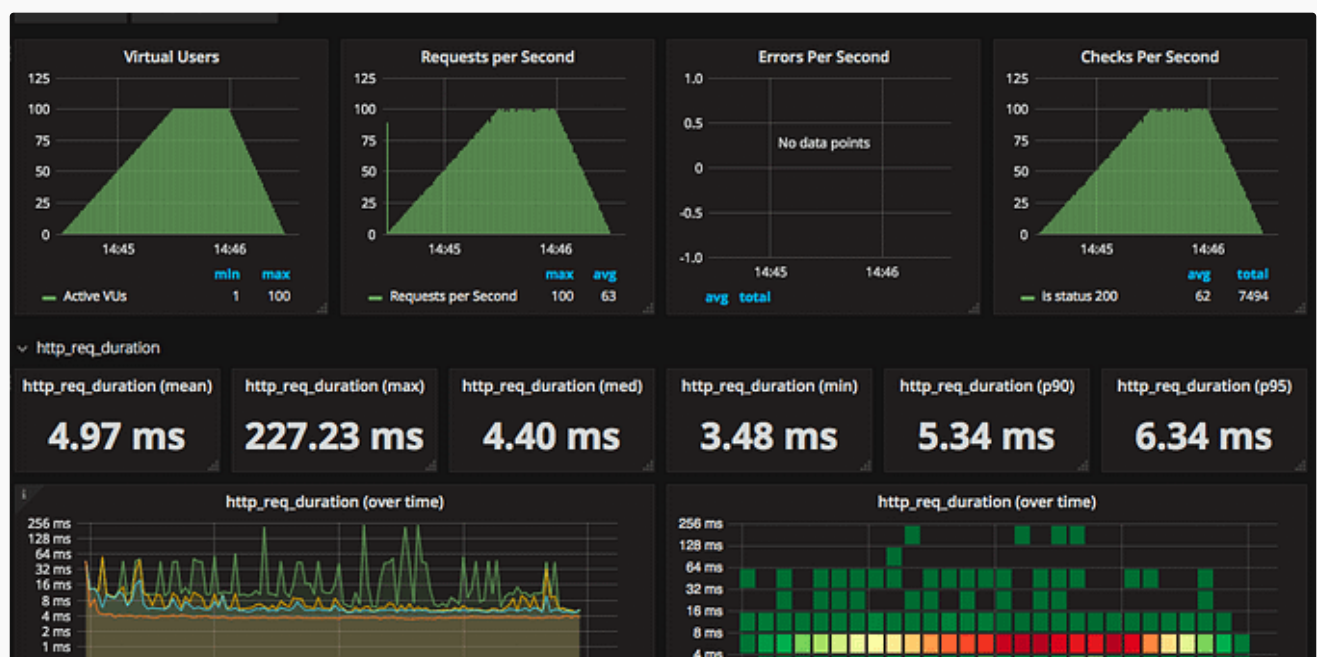 Virtual Users
125
100
75
50
25
0
14:45 14:46
min max
Active VUs 1 100
Requests per Second
125
100
75
50
25
0
14:45 14:46
max avg
Requests per Second 100 63
Errors Per Second
1.0
0.5
0
-0.5
-1.0
No data points
14:45 14:46
avg total
Checks Per Second
125
100
75
50
25
0
14:45 14:46
avg total
is status 200 62 7494
http_req_duration
http_req_duration (mean)
4.97 ms
http_req_duration (max)
227.23 ms
http_req_duration (med)
4.40 ms
http_req_duration (min)
3.48 ms
http_req_duration (p90)
5.34 ms
http_req_duration (p95)
6.34 ms
i
http_req_duration (over time)
256 ms
128 ms
64 ms
32 ms
16 ms
8 ms
4 ms
2 ms
1 ms
http_req_duration (over time)
256 ms
128 ms
64 ms
32 ms
16 ms
8 ms
4 ms